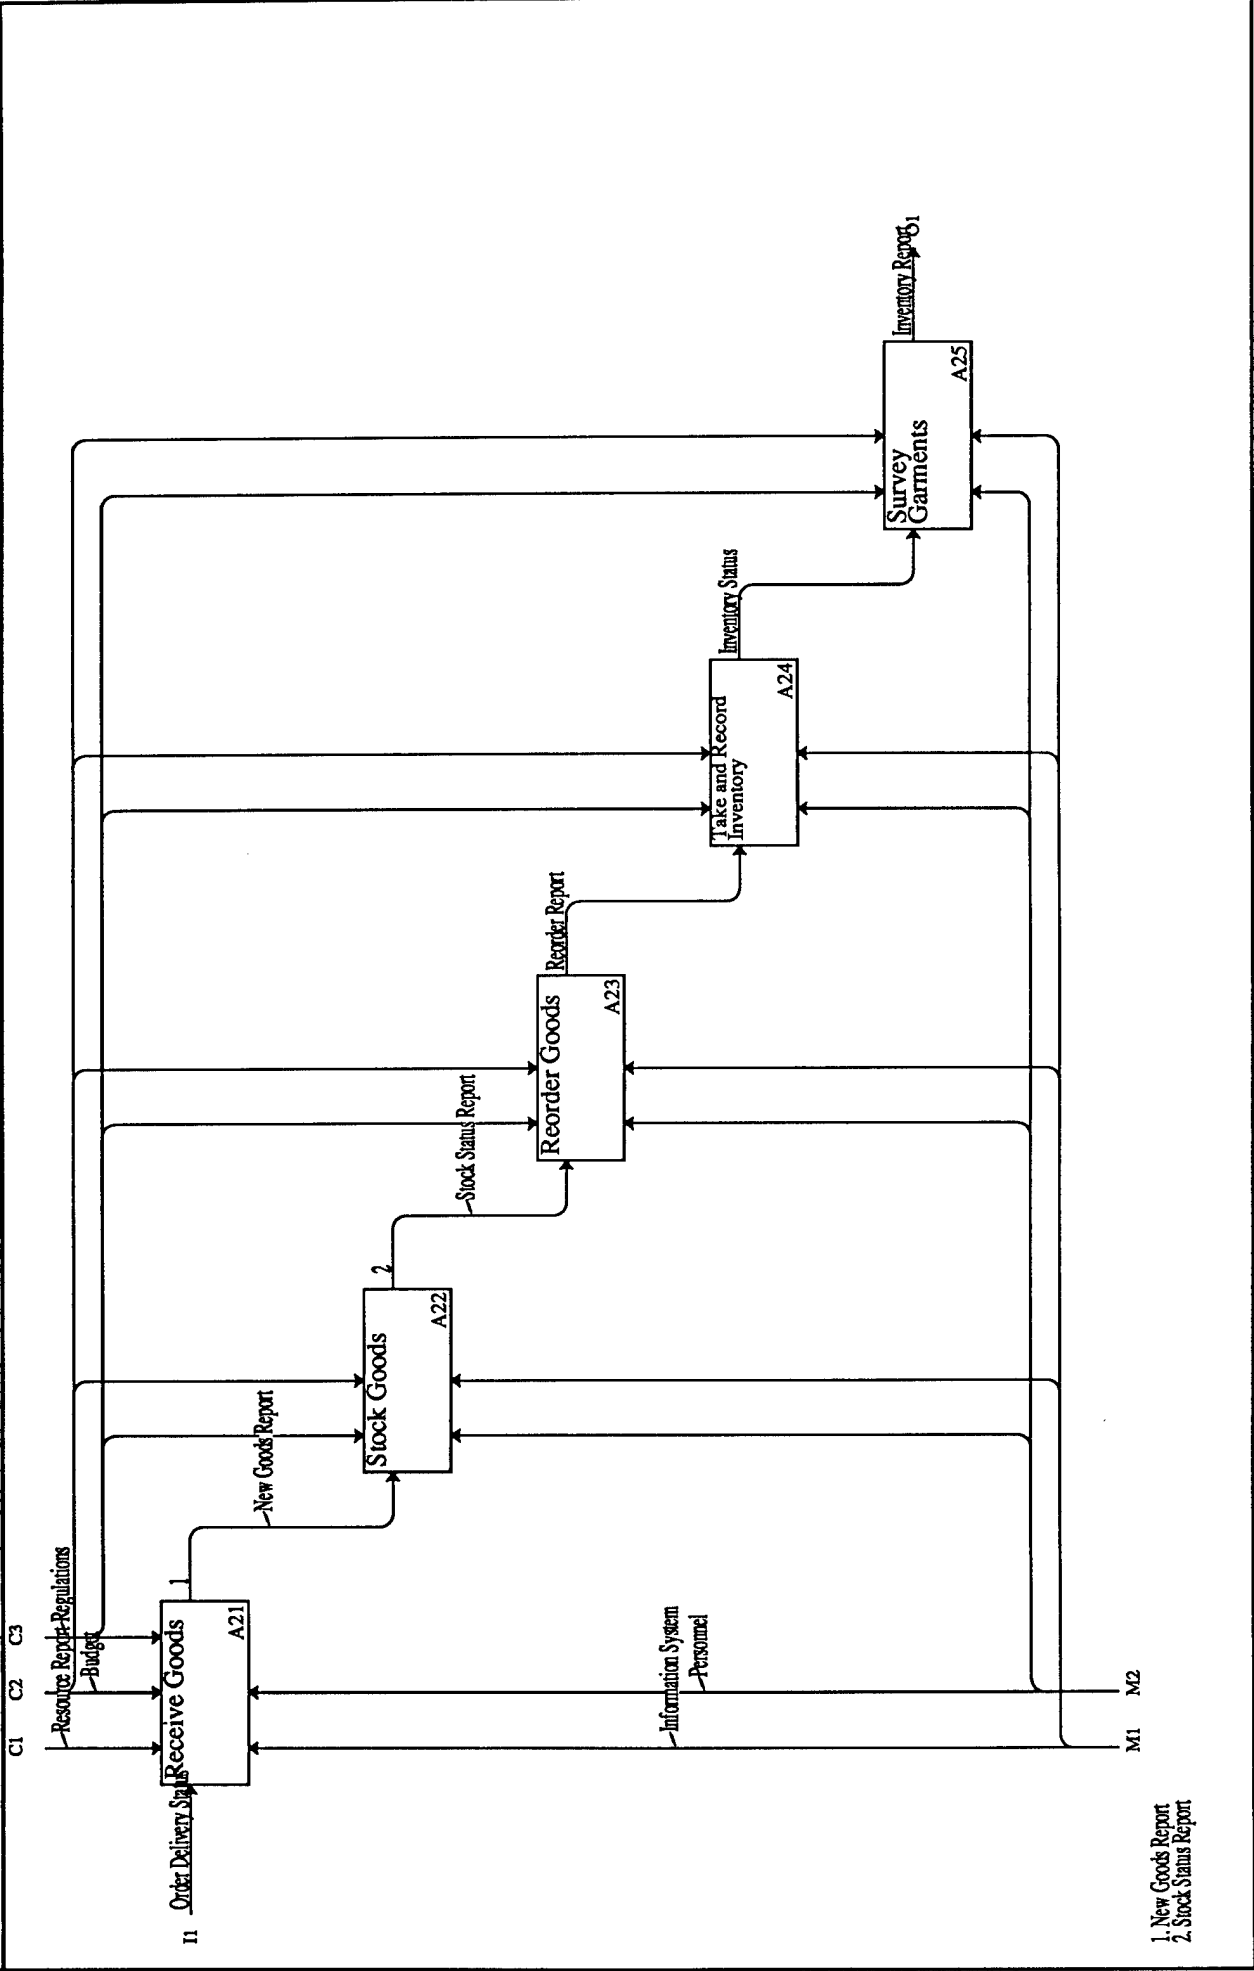 C1
C2
C3
Resource Report Regulations
Budget
I1
Order Delivery Status
Receive Goods
A21
1
New Goods Report
Stock Goods
A22
2
Stock Status Report
Reorder Goods
A23
Reorder Report
Take and Record
Inventory
A24
Inventory Status
Survey
Garments
A25
Inventory Report
O1
Information System
Personnel
M1
M2
1. New Goods Report
2. Stock Status Report